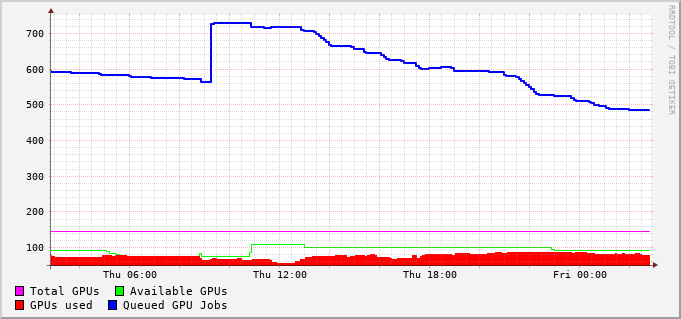 700
600
500
400
300
200
100
Thu 06:00 Thu 12:00 Thu 18:00 Fri 00:00
Total GPUs Available GPUs
GPUs used Queued GPU Jobs
RRDTOOL / TOBI OETIKER